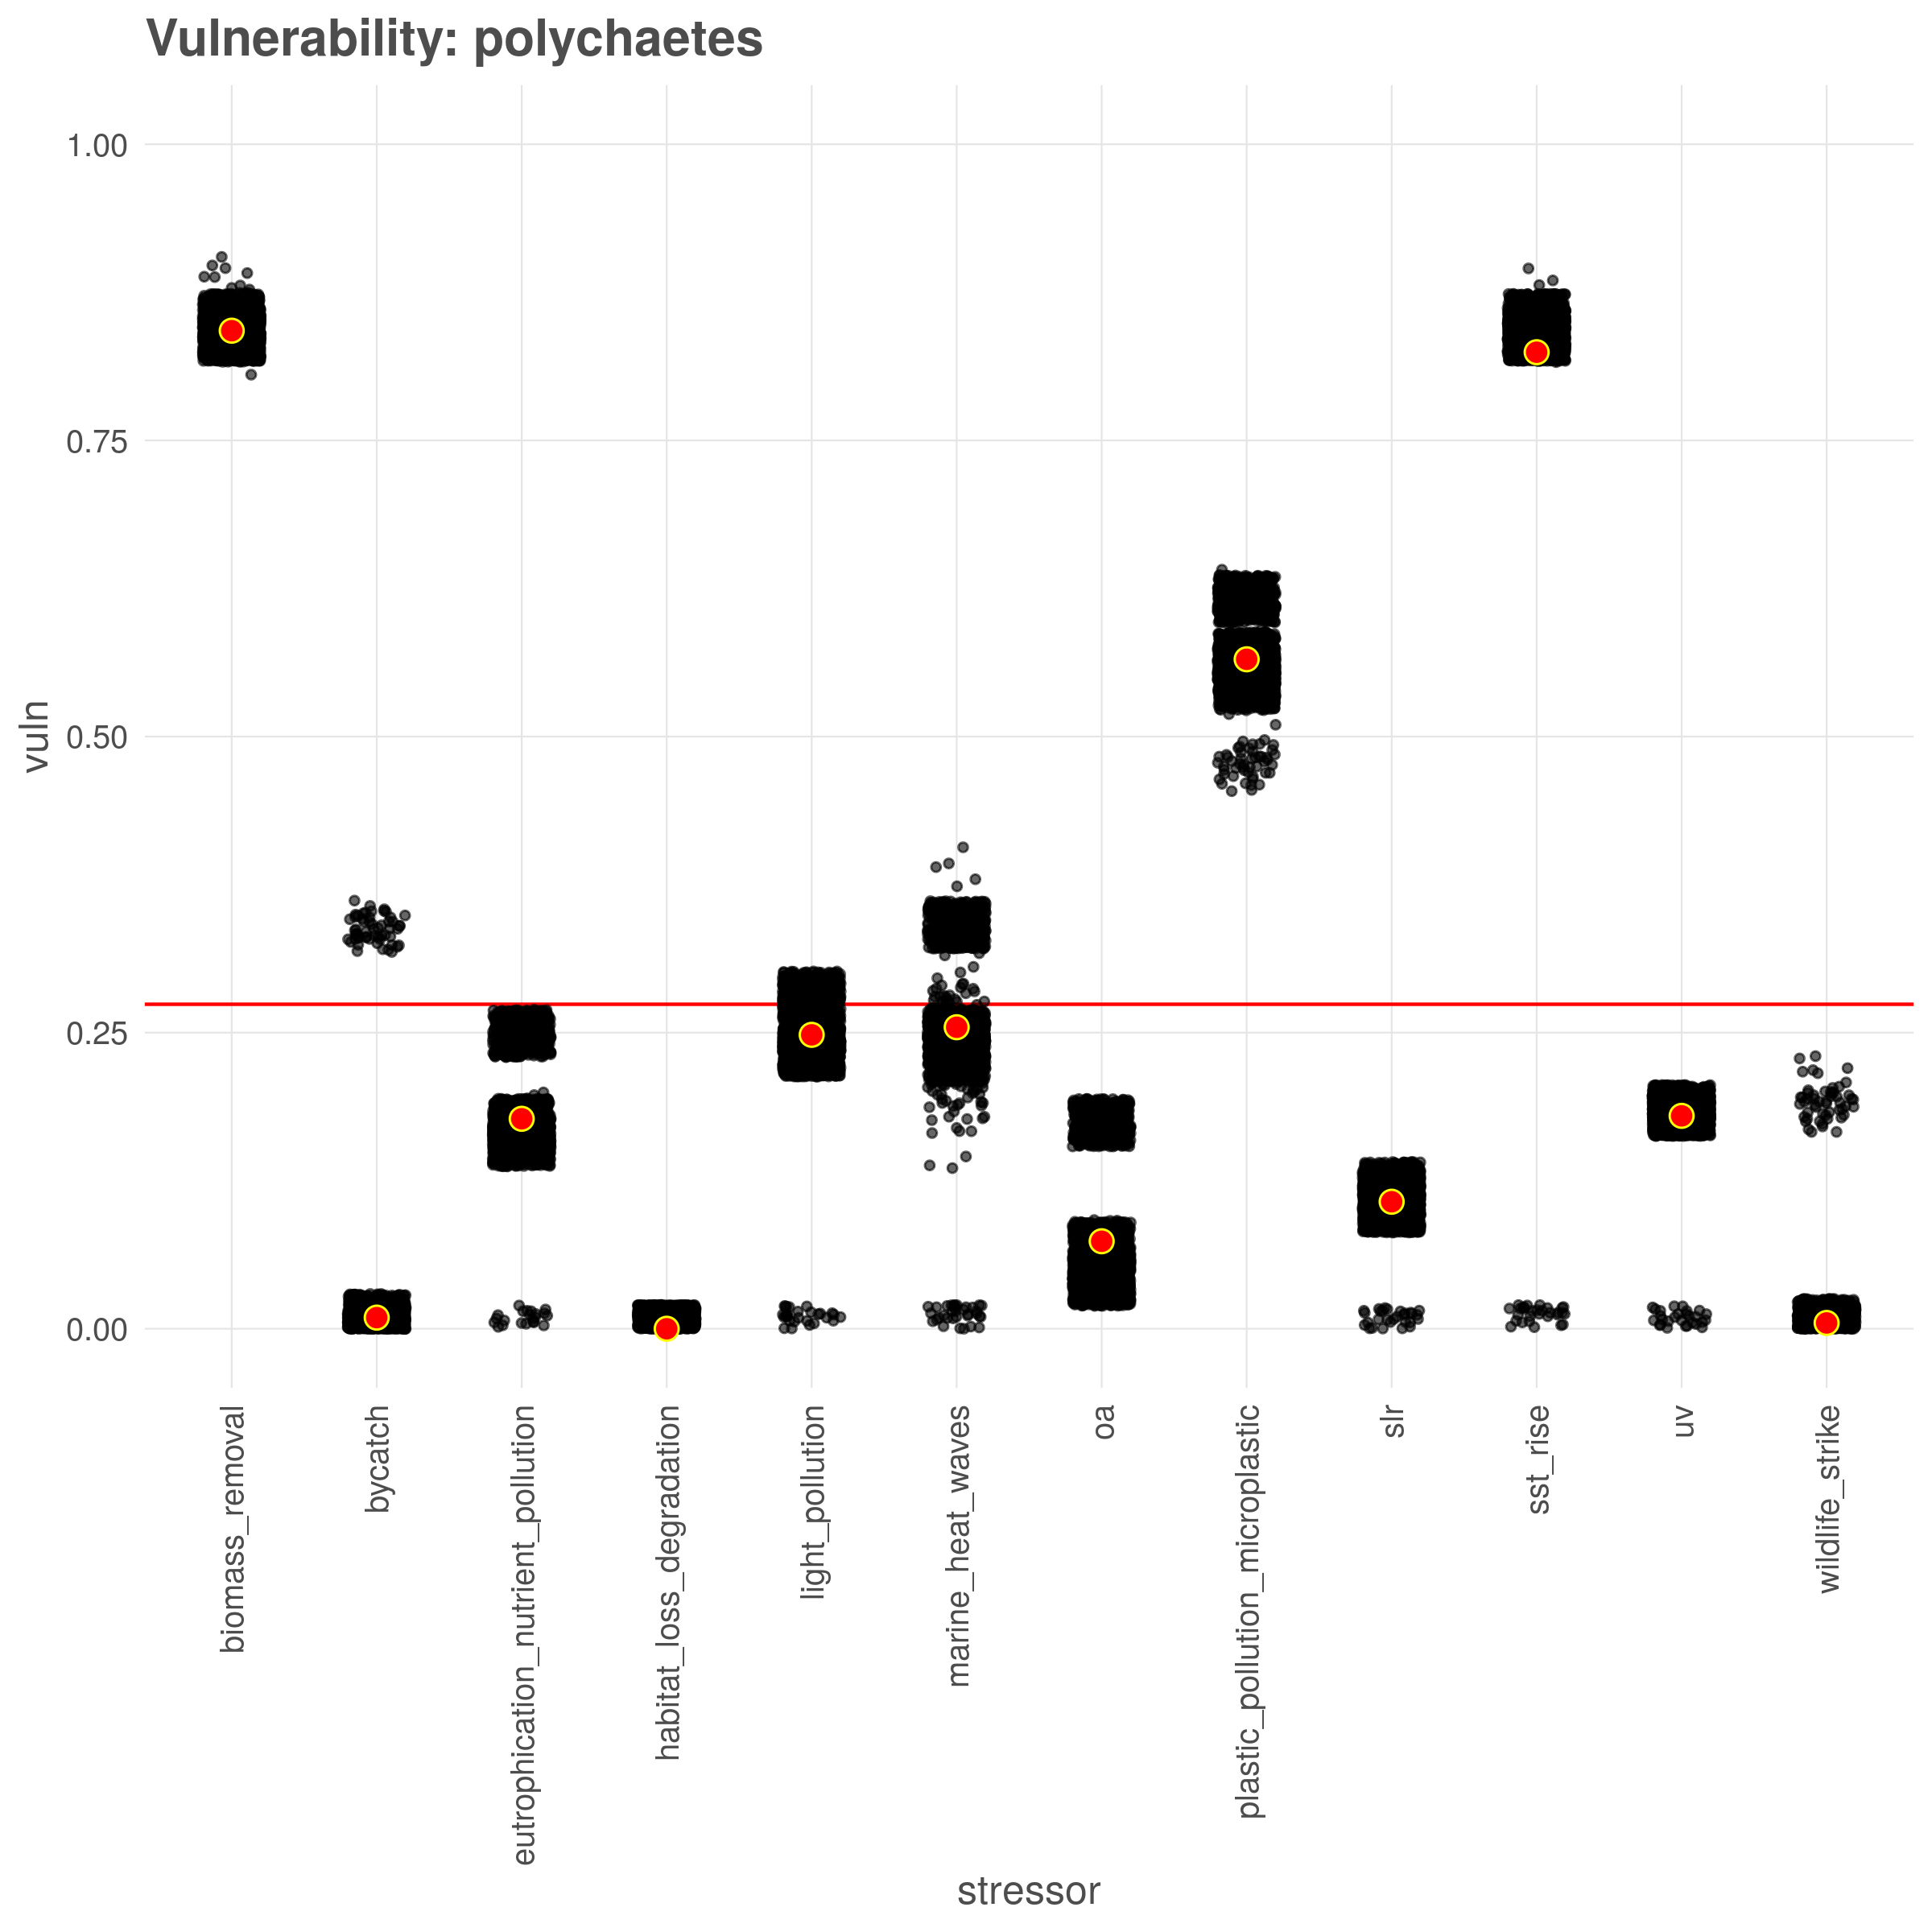 Vulnerability: polychaetes
1.00
0.75
0.50
0.25
0.00
vuln
biomass_removal
bycatch
eutrophication_nutrient_pollution
habitat_loss_degradation
light_pollution
marine_heat_waves
oa
plastic_pollution_microplastic
slr
sst_rise
uv
wildlife_strike
stressor